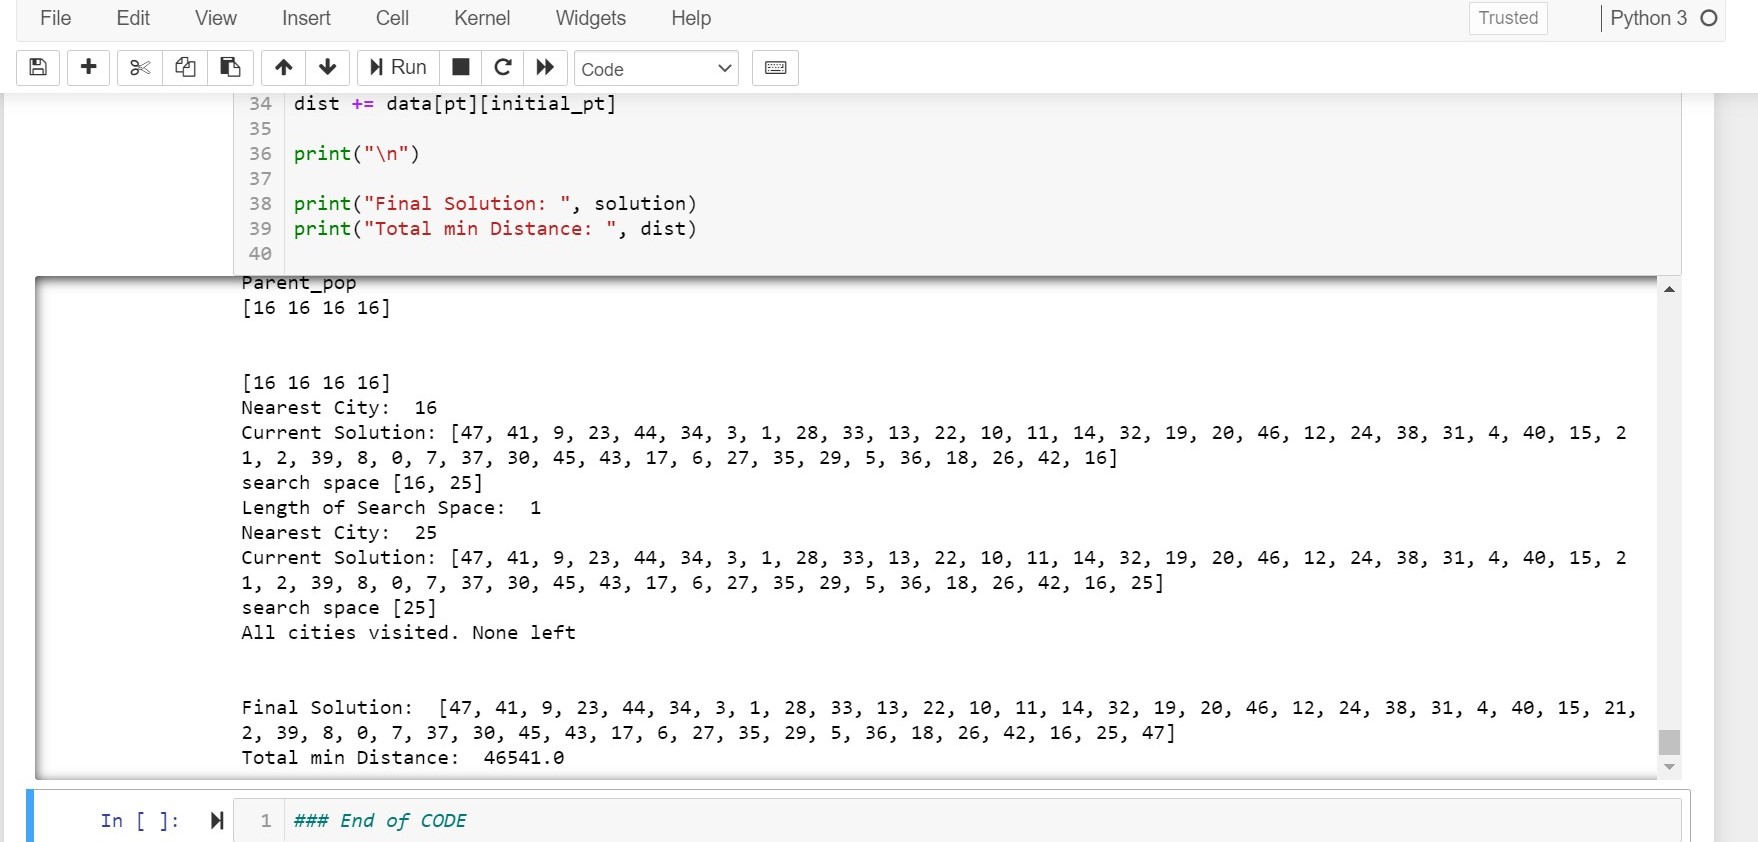 File Edit View Insert Cell Kernel Widgets Help Trusted Python 3
Run Code
34 dist += data[pt][initial_pt]
35
36 print("\n")
37
38 print("Final Solution: ", solution)
39 print("Total min Distance: ", dist)
40
Parent_pop
[16 16 16 16]
[16 16 16 16]
Nearest City:  16
Current Solution: [47, 41, 9, 23, 44, 34, 3, 1, 28, 33, 13, 22, 10, 11, 14, 32, 19, 20, 46, 12, 24, 38, 31, 4, 40, 15, 2
1, 2, 39, 8, 0, 7, 37, 30, 45, 43, 17, 6, 27, 35, 29, 5, 36, 18, 26, 42, 16]
search space [16, 25]
Length of Search Space:  1
Nearest City:  25
Current Solution: [47, 41, 9, 23, 44, 34, 3, 1, 28, 33, 13, 22, 10, 11, 14, 32, 19, 20, 46, 12, 24, 38, 31, 4, 40, 15, 2
1, 2, 39, 8, 0, 7, 37, 30, 45, 43, 17, 6, 27, 35, 29, 5, 36, 18, 26, 42, 16, 25]
search space [25]
All cities visited. None left
Final Solution:  [47, 41, 9, 23, 44, 34, 3, 1, 28, 33, 13, 22, 10, 11, 14, 32, 19, 20, 46, 12, 24, 38, 31, 4, 40, 15, 21,
2, 39, 8, 0, 7, 37, 30, 45, 43, 17, 6, 27, 35, 29, 5, 36, 18, 26, 42, 16, 25, 47]
Total min Distance:  46541.0
In [ ]: 1 ### End of CODE